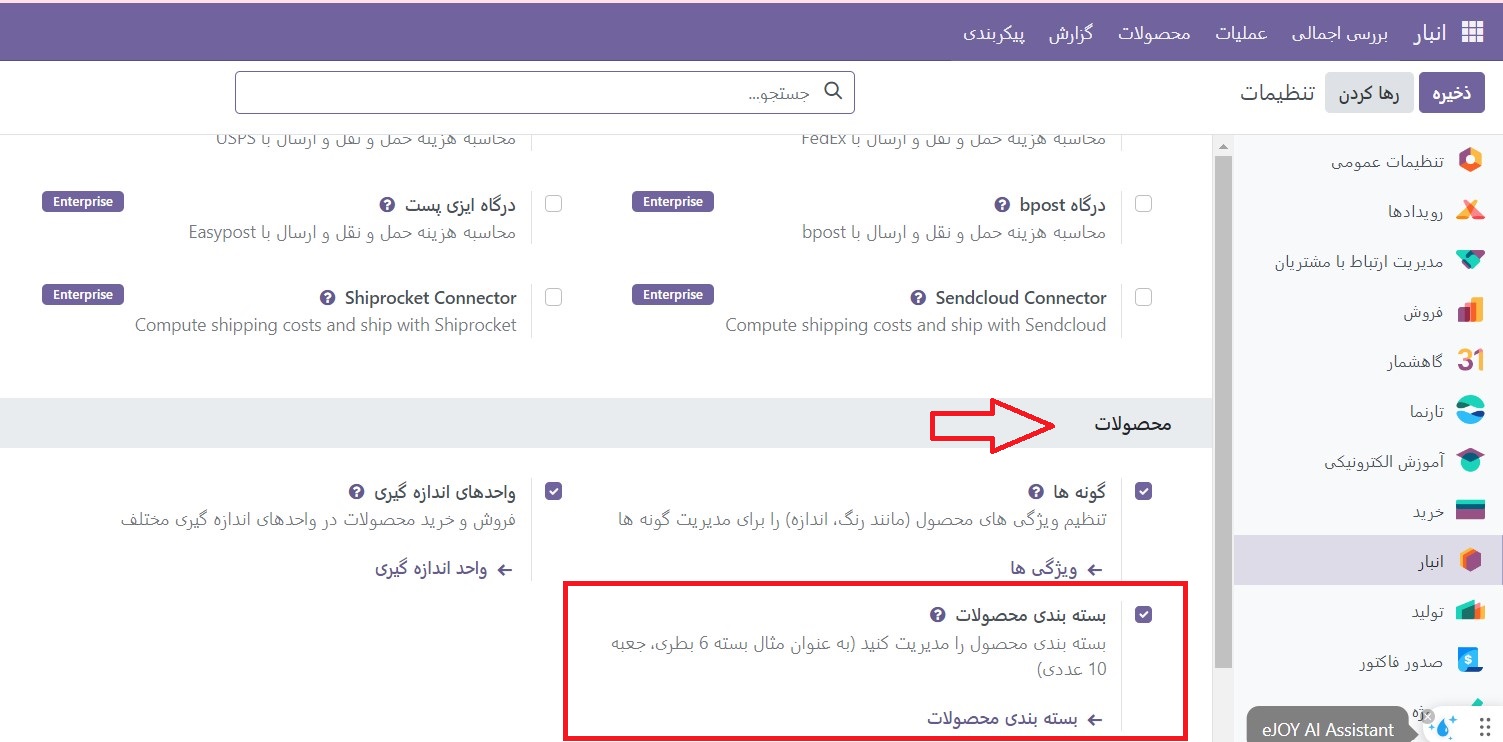 انبار
بررسی اجمالی
عملیات
محصولات
گزارش
پیکربندی
ذخیره
رها کردن
تنظیمات
جستجو...
تنظیمات عمومی
رویدادها
مدیریت ارتباط با مشتریان
فروش
31
گاهشمار
تارنما
آموزش الکترونیکی
خرید
انبار
تولید
صدور فاکتور
محاسبه هزینه حمل و نقل و ارسال با FedEx
محاسبه هزینه حمل و نقل و ارسال با USPS
درگاه bpost ?
Enterprise
محاسبه هزینه حمل و نقل و ارسال با bpost
درگاه ایزی پست ?
Enterprise
محاسبه هزینه حمل و نقل و ارسال با Easypost
Sendcloud Connector ?
Enterprise
Compute shipping costs and ship with Sendcloud
Shiprocket Connector ?
Enterprise
Compute shipping costs and ship with Shiprocket
محصولات
گونه ها ?
تنظیم ویژگی های محصول (مانند رنگ، اندازه) را برای مدیریت گونه ها
← ویژگی ها
واحدهای اندازه گیری ?
فروش و خرید محصولات در واحدهای اندازه گیری مختلف
← واحد اندازه گیری
بسته بندی محصولات ?
بسته بندی محصول را مدیریت کنید (به عنوان مثال بسته 6 بطری، جعبه
10 عددی)
← بسته بندی محصولات
eJOY AI Assistant